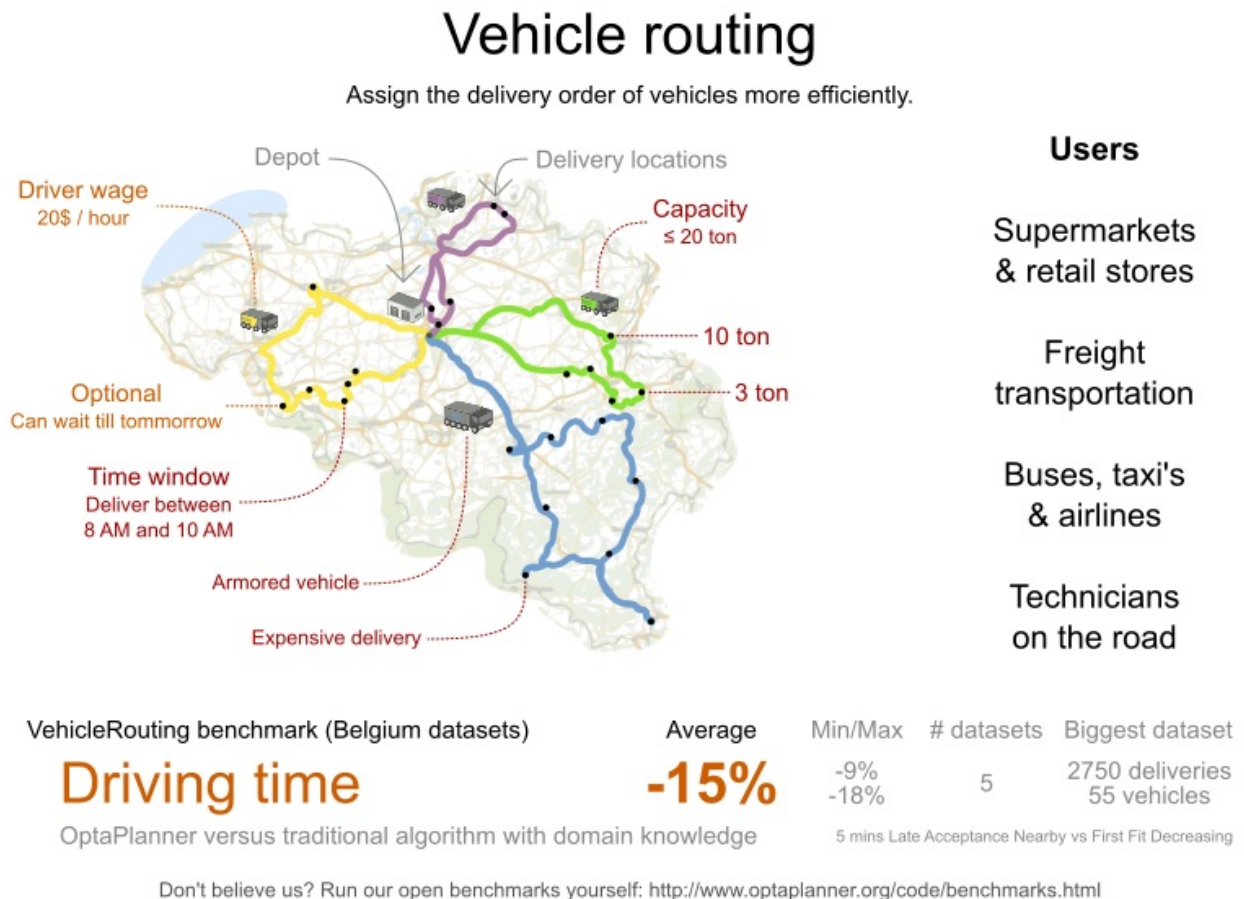 Vehicle routing
Assign the delivery order of vehicles more efficiently.
Depot
Delivery locations
Driver wage
20$ / hour
Capacity
≤ 20 ton
10 ton
3 ton
Optional
Can wait till tommorrow
Time window
Deliver between
8 AM and 10 AM
Armored vehicle
Expensive delivery
Users
Supermarkets
& retail stores
Freight
transportation
Buses, taxi's
& airlines
Technicians
on the road
VehicleRouting benchmark (Belgium datasets)
Driving time
OptaPlanner versus traditional algorithm with domain knowledge
Average
-15%
Min/Max
-9%
-18%
# datasets
5
Biggest dataset
2750 deliveries
55 vehicles
5 mins Late Acceptance Nearby vs First Fit Decreasing
Don't believe us? Run our open benchmarks yourself: http://www.optaplanner.org/code/benchmarks.html